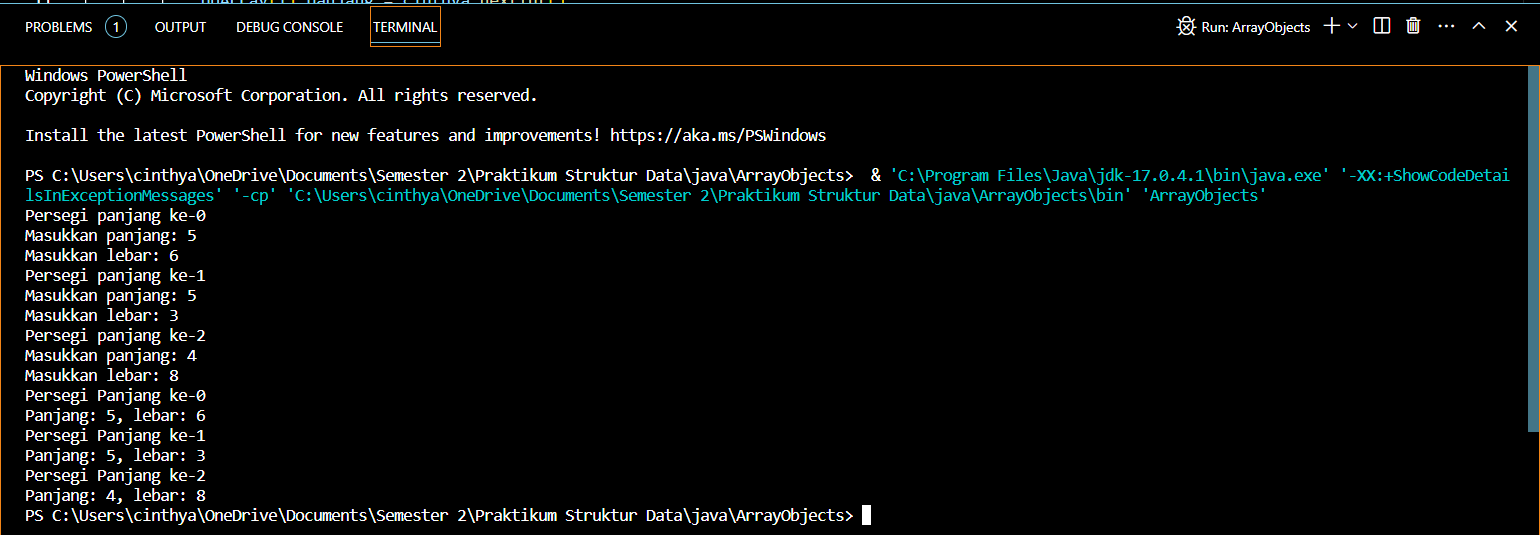 PROBLEMS 1 OUTPUT DEBUG CONSOLE TERMINAL Run: ArrayObjects
Windows PowerShell
Copyright (C) Microsoft Corporation. All rights reserved.
Install the latest PowerShell for new features and improvements! https://aka.ms/PSWindows
PS C:\Users\cinthya\OneDrive\Documents\Semester 2\Praktikum Struktur Data\java\ArrayObjects>  & 'C:\Program Files\Java\jdk-17.0.4.1\bin\java.exe' '-XX:+ShowCodeDetai
lsInExceptionMessages' '-cp' 'C:\Users\cinthya\OneDrive\Documents\Semester 2\Praktikum Struktur Data\java\ArrayObjects\bin' 'ArrayObjects'
Persegi panjang ke-0
Masukkan panjang: 5
Masukkan lebar: 6
Persegi panjang ke-1
Masukkan panjang: 5
Masukkan lebar: 3
Persegi panjang ke-2
Masukkan panjang: 4
Masukkan lebar: 8
Persegi Panjang ke-0
Panjang: 5, lebar: 6
Persegi Panjang ke-1
Panjang: 5, lebar: 3
Persegi Panjang ke-2
Panjang: 4, lebar: 8
PS C:\Users\cinthya\OneDrive\Documents\Semester 2\Praktikum Struktur Data\java\ArrayObjects>